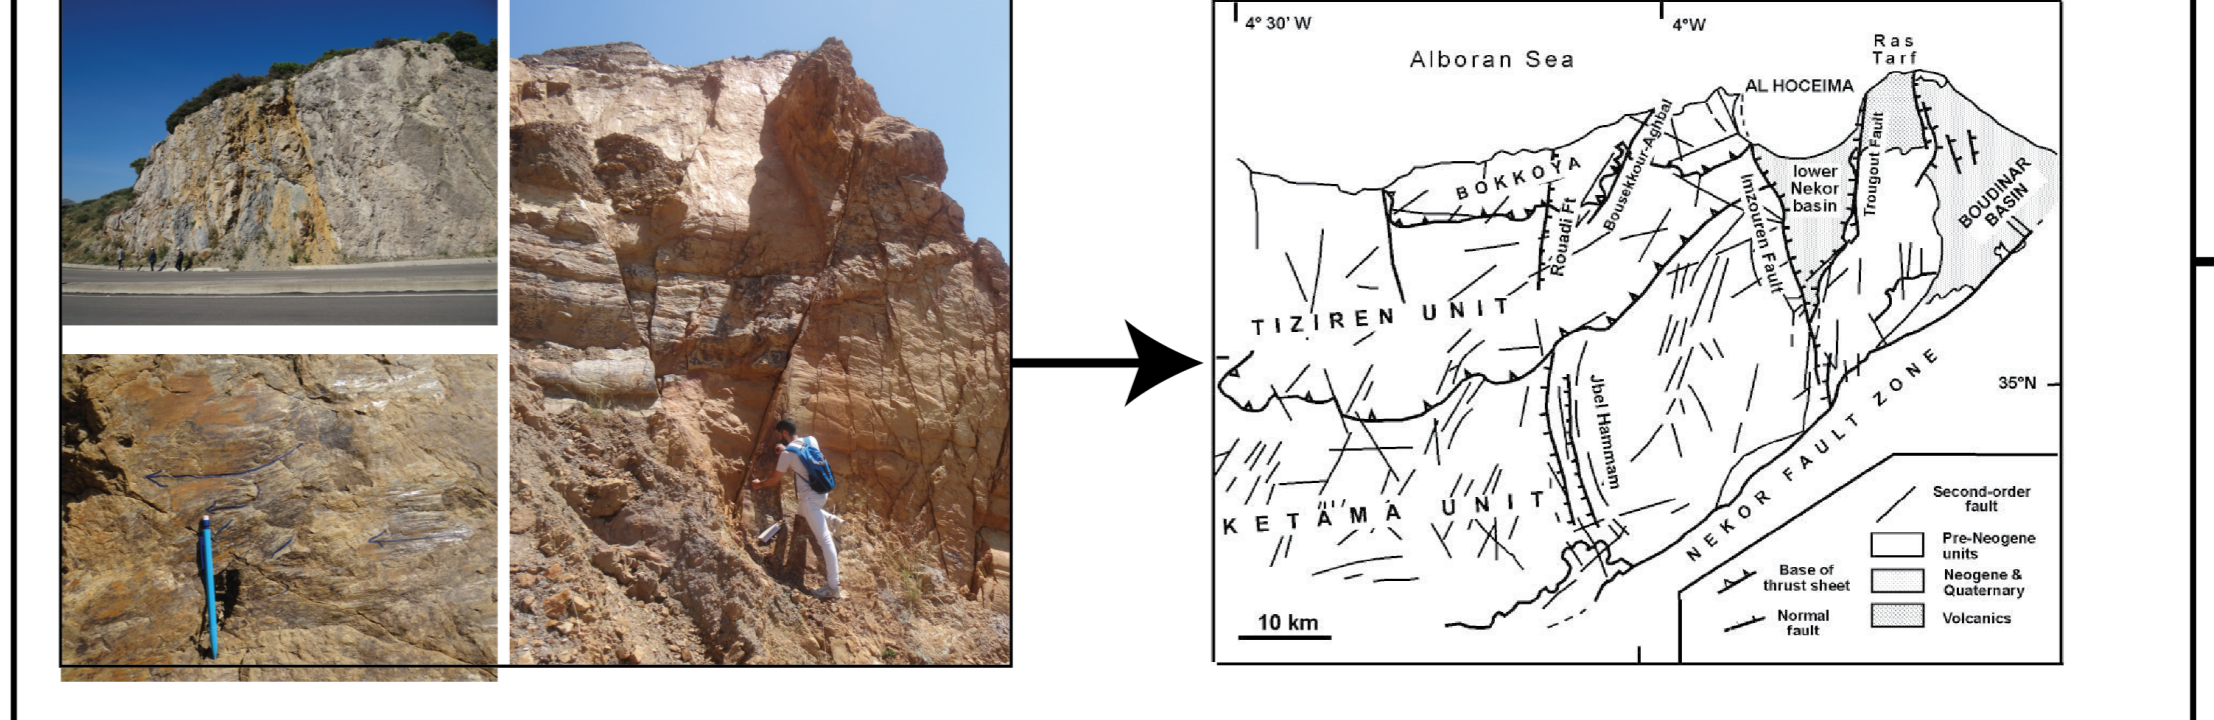 4° 30' W
4°W
Alboran Sea
Ras
Tarf
AL HOCEIMA
BOKKOYA
Rouadi Ft
Bousekkour-Aghbal
Imzouren Fault
lower
Nekor
basin
Trougout Fault
BOUDINAR
BASIN
TIZIREN UNIT
35°N
Jbel Hammam
KETAMA UNIT
NEKOR FAULT ZONE
10 km
Second-order
fault
Pre-Neogene
units
Base of
thrust sheet
Neogene &
Quaternary
Normal
fault
Volcanics